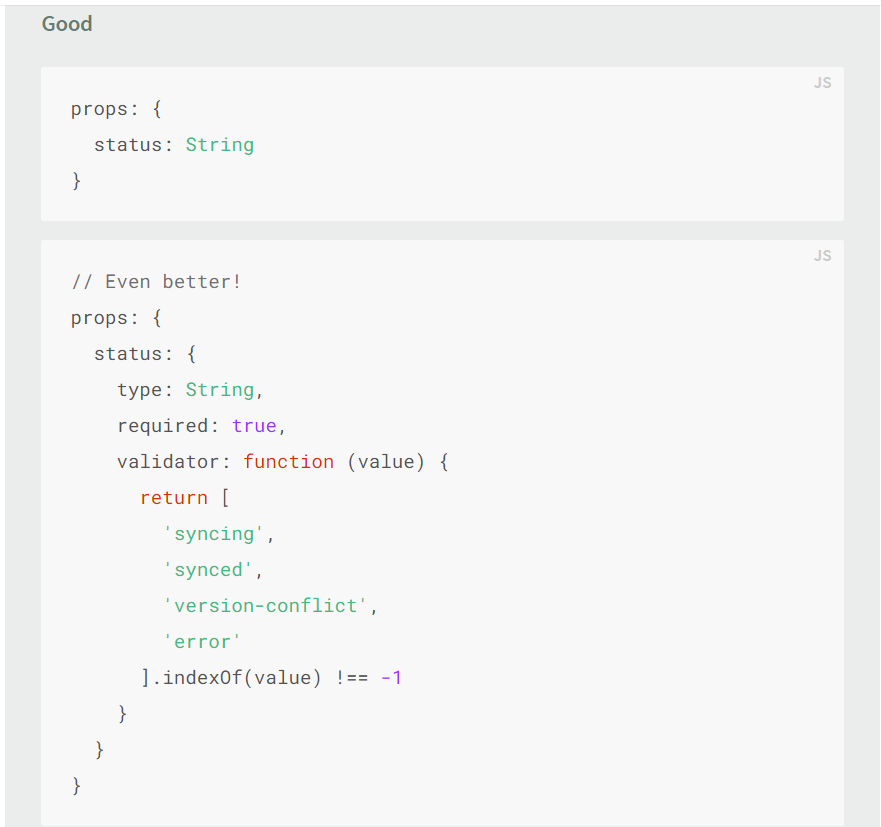 Good
JS
props: {
  status: String
}
JS
// Even better!
props: {
  status: {
    type: String,
    required: true,
    validator: function (value) {
      return [
        'syncing',
        'synced',
        'version-conflict',
        'error'
      ].indexOf(value) !== -1
    }
  }
}